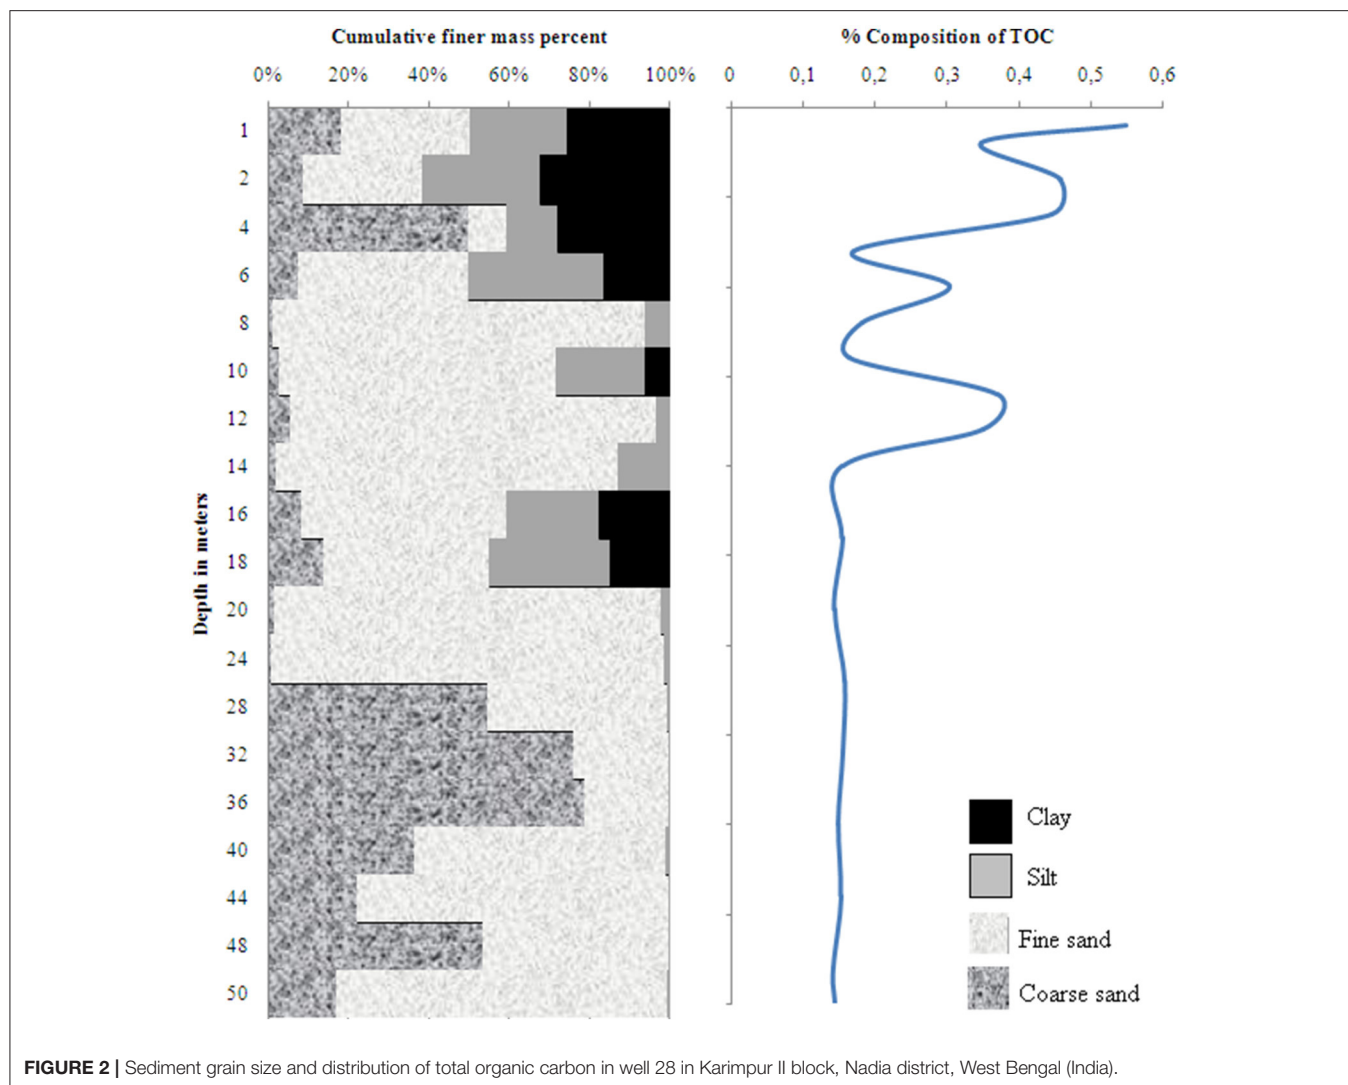 Cumulative finer mass percent
% Composition of TOC
0% 20% 40% 60% 80% 100%
0 0,1 0,2 0,3 0,4 0,5 0,6
Depth in meters
1
2
4
6
8
10
12
14
16
18
20
24
28
32
36
40
44
48
50
Clay
Silt
Fine sand
Coarse sand
FIGURE 2 | Sediment grain size and distribution of total organic carbon in well 28 in Karimpur II block, Nadia district, West Bengal (India).